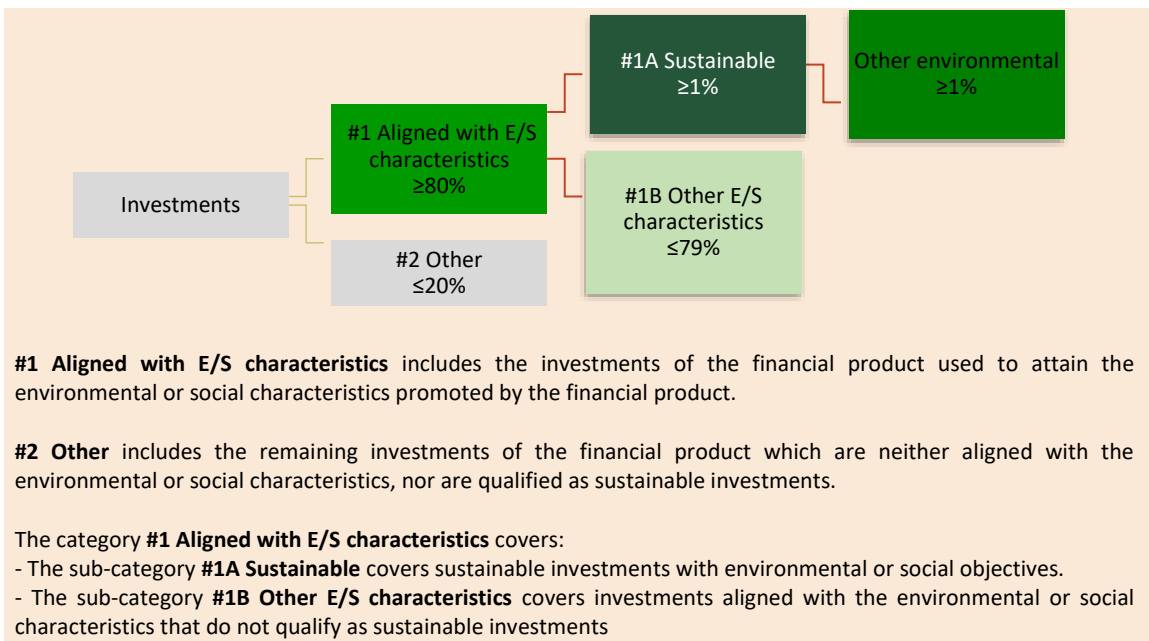 #1A Sustainable
≥1%
Other environmental
≥1%
#1 Aligned with E/S
characteristics
≥80%
#1B Other E/S
characteristics
≤79%
Investments
#2 Other
≤20%
#1 Aligned with E/S characteristics includes the investments of the financial product used to attain the
environmental or social characteristics promoted by the financial product.
#2 Other includes the remaining investments of the financial product which are neither aligned with the
environmental or social characteristics, nor are qualified as sustainable investments.
The category #1 Aligned with E/S characteristics covers:
- The sub-category #1A Sustainable covers sustainable investments with environmental or social objectives.
- The sub-category #1B Other E/S characteristics covers investments aligned with the environmental or social
characteristics that do not qualify as sustainable investments